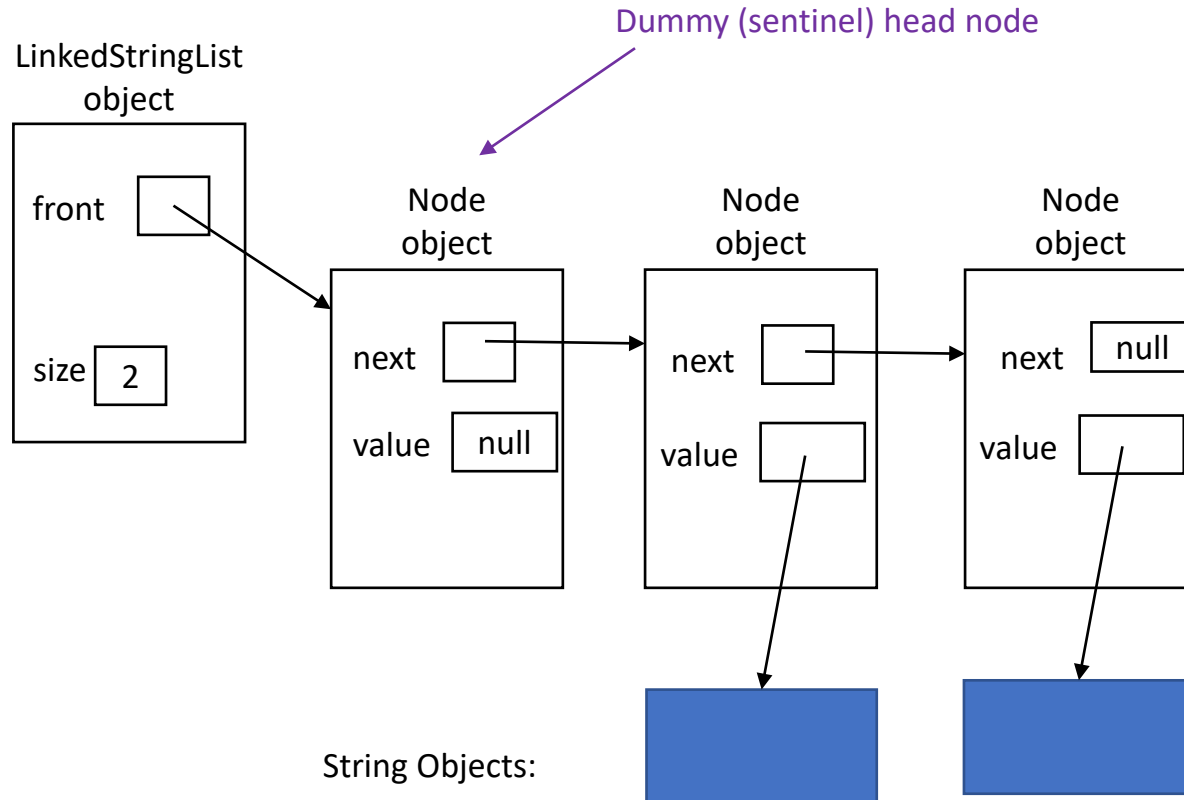 Dummy (sentinel) head node
LinkedStringList
object
front
size 2
Node
object
next
value null
Node
object
next
value
Node
object
next null
value
String Objects: